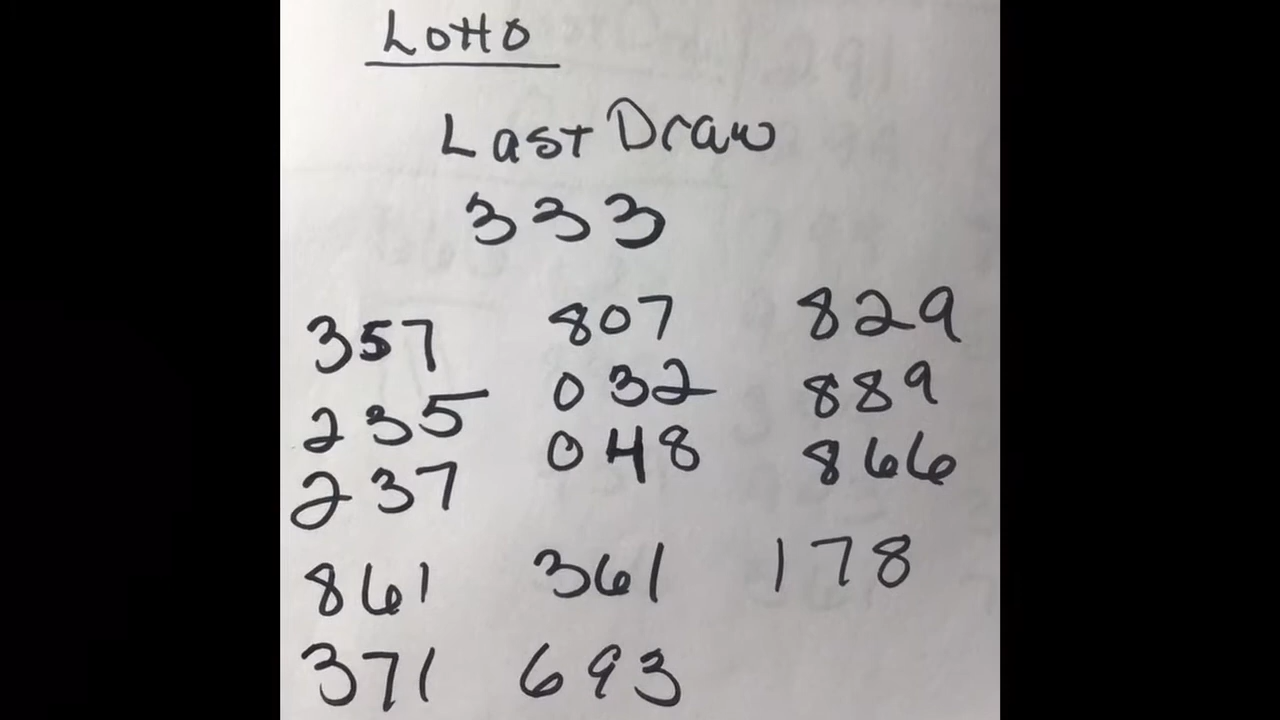 Lotto
Last Draw
333
357 807 829
235 032 889
237 048 866
861 361 178
371 693